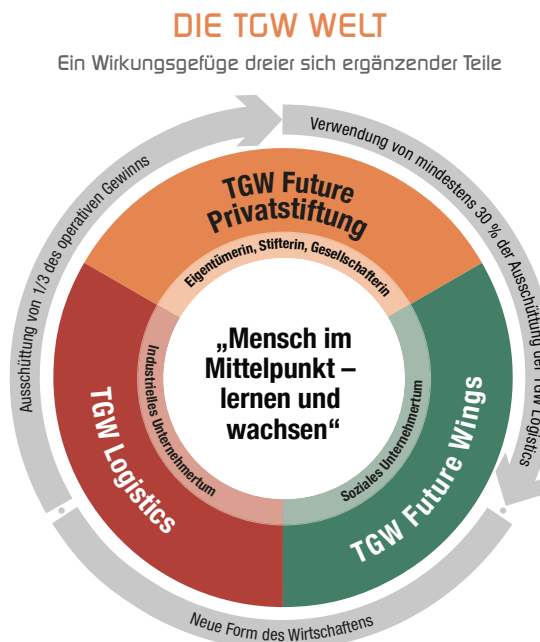 DIE TGW WELT
Ein Wirkungsgefüge dreier sich ergänzender Teile
Ausschüttung von 1/3 des operativen Gewinns
Verwendung von mindestens 30 % der Ausschüttung der TGW Logistics
TGW Future
Privatstiftung
Eigentümerin, Stifterin, Gesellschafterin
„Mensch im
Mittelpunkt –
lernen und
wachsen“
Industrielles Unternehmertum
TGW Logistics
Soziales Unternehmertum
TGW Future Wings
Neue Form des Wirtschaftens